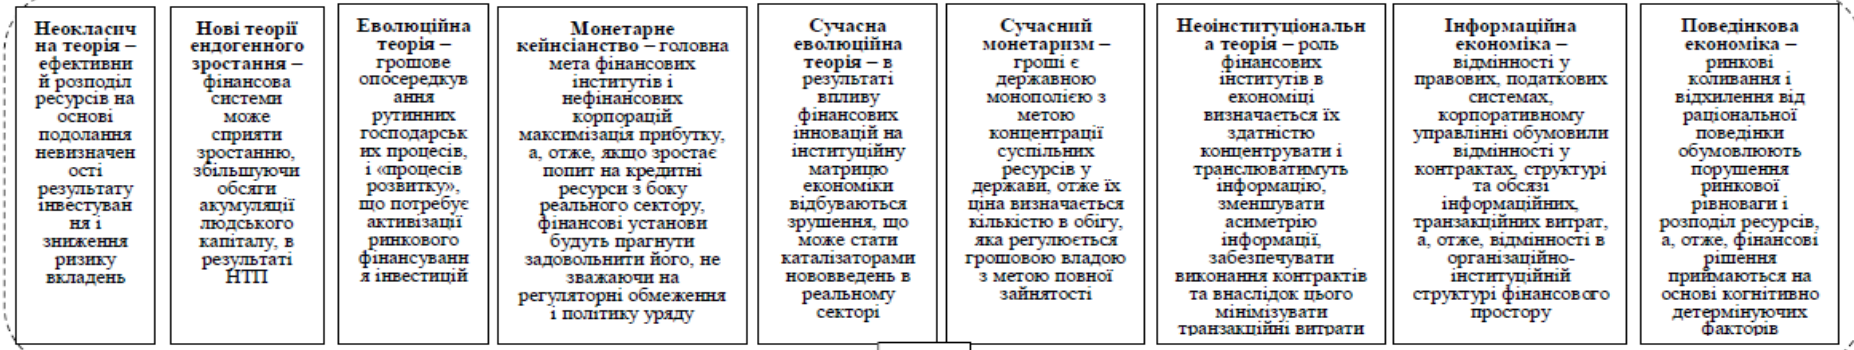 Неокласич
на теорія –
ефективни
й розподіл
ресурсів на
основі
подолання
невизначен
ості
результату
інвестуван
ня і
зниження
ризику
вкладень
Нові теорії
ендогенного
зростання –
фінансова
системи
може
сприяти
зростанню,
збільшуючи
обсяги
акумуляції
людського
капіталу, в
результаті
НТП
Еволюційна
теорія –
грошове
опосередкув
ання
рутинних
господарськ
их процесів,
і «процесів
розвитку»,
що потребує
активізації
ринкового
фінансуванн
я інвестицій
Монетарне
кейнсіанство – головна
мета фінансових
інститутів і
нефінансових
корпорацій
максимізація прибутку,
а, отже, якщо зростає
попит на кредитні
ресурси з боку
реального сектору,
фінансові установи
будуть прагнути
задовольнити його, не
зважаючи на
регуляторні обмеження
і політику уряду
Сучасна
еволюційна
теорія – в
результаті
впливу
фінансових
інновацій на
інституційну
матрицю
економіки
відбуваються
зрушення, що
може стати
каталізаторами
нововведень в
реальному
секторі
Сучасний
монетаризм –
гроші є
державною
монополією з
метою
концентрації
суспільних
ресурсів у
держави, отже їх
ціна визначається
кількістю в обігу,
яка регулюється
грошовою владою
з метою повної
зайнятості
Неоінституціональн
а теорія – роль
фінансових
інститутів в
економіці
визначається їх
здатністю
концентрувати і
транслюватимуть
інформацію,
зменшувати
асиметрію
інформації,
забезпечувати
виконання контрактів
та внаслідок цього
мінімізувати
транзакційні витрати
Інформаційна
економіка –
відмінності у
правових, податкових
системах,
корпоративному
управлінні обумовили
відмінності у
контрактах, структурі
та обсязі
інформаційних,
транзакційних витрат,
а, отже, відмінності в
організаційно-
інституційній
структурі фінансового
простору
Поведінкова
економіка –
ринкові
коливання і
відхилення від
раціональної
поведінки
обумовлюють
порушення
ринкової
рівноваги і
розподіл ресурсів,
а, отже, фінансові
рішення
приймаються на
основі когнітивно
детермінуючих
факторів